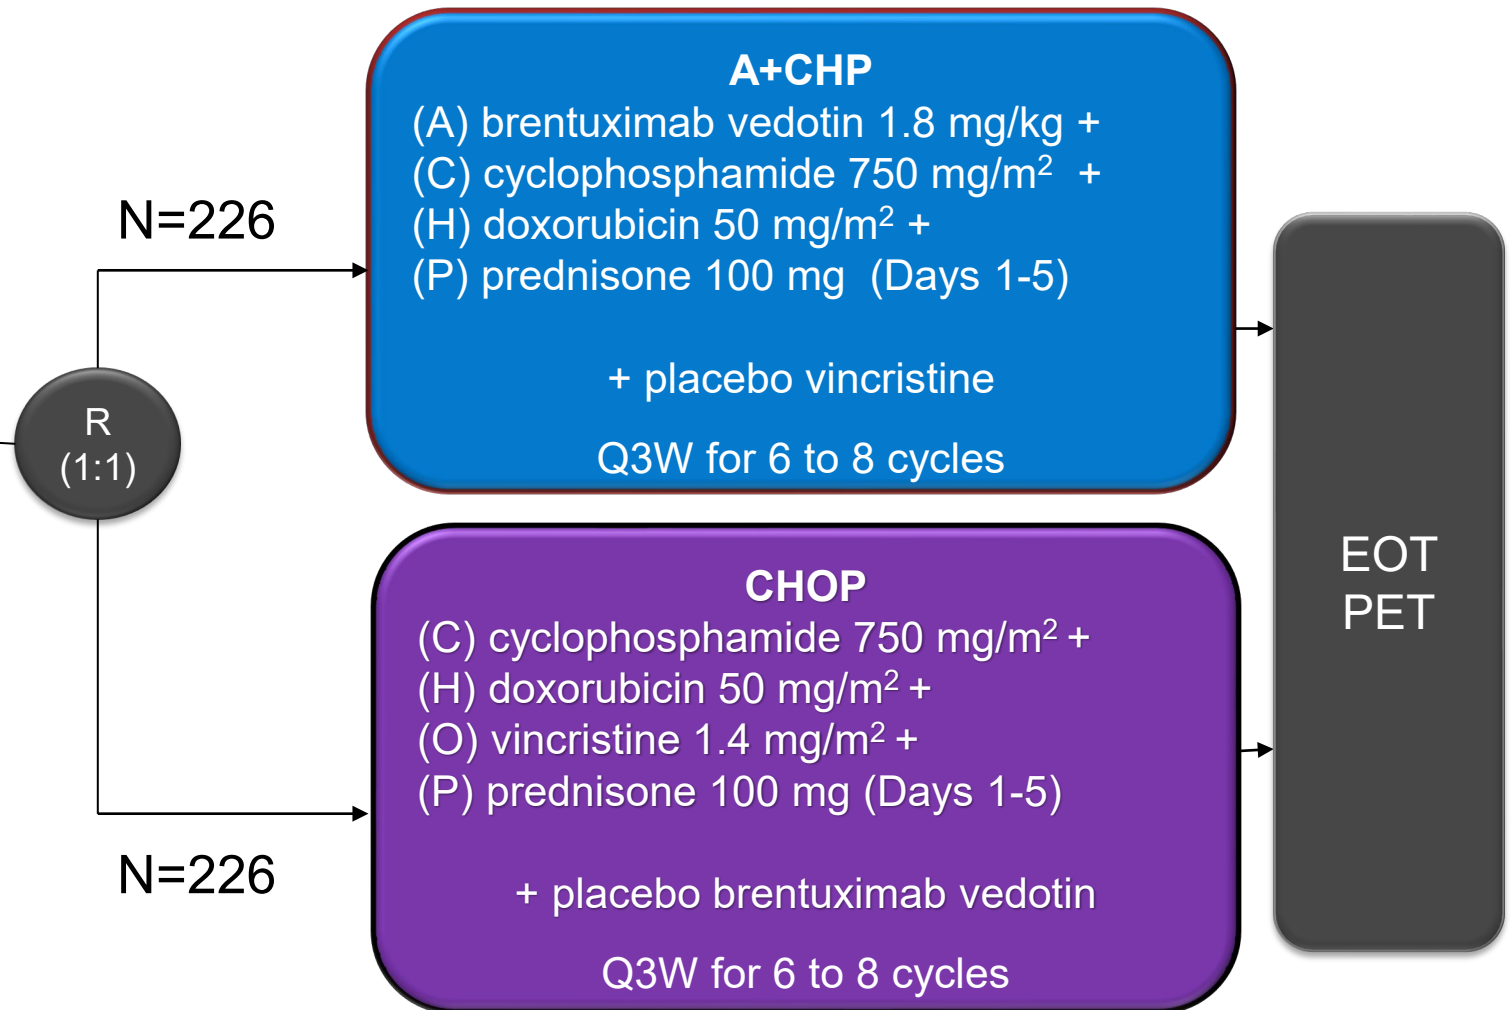 N=226
R
(1:1)
N=226
A+CHP
(A) brentuximab vedotin 1.8 mg/kg +
(C) cyclophosphamide 750 mg/m² +
(H) doxorubicin 50 mg/m² +
(P) prednisone 100 mg (Days 1-5)
+ placebo vincristine
Q3W for 6 to 8 cycles
CHOP
(C) cyclophosphamide 750 mg/m² +
(H) doxorubicin 50 mg/m² +
(O) vincristine 1.4 mg/m² +
(P) prednisone 100 mg (Days 1-5)
+ placebo brentuximab vedotin
Q3W for 6 to 8 cycles
EOT
PET